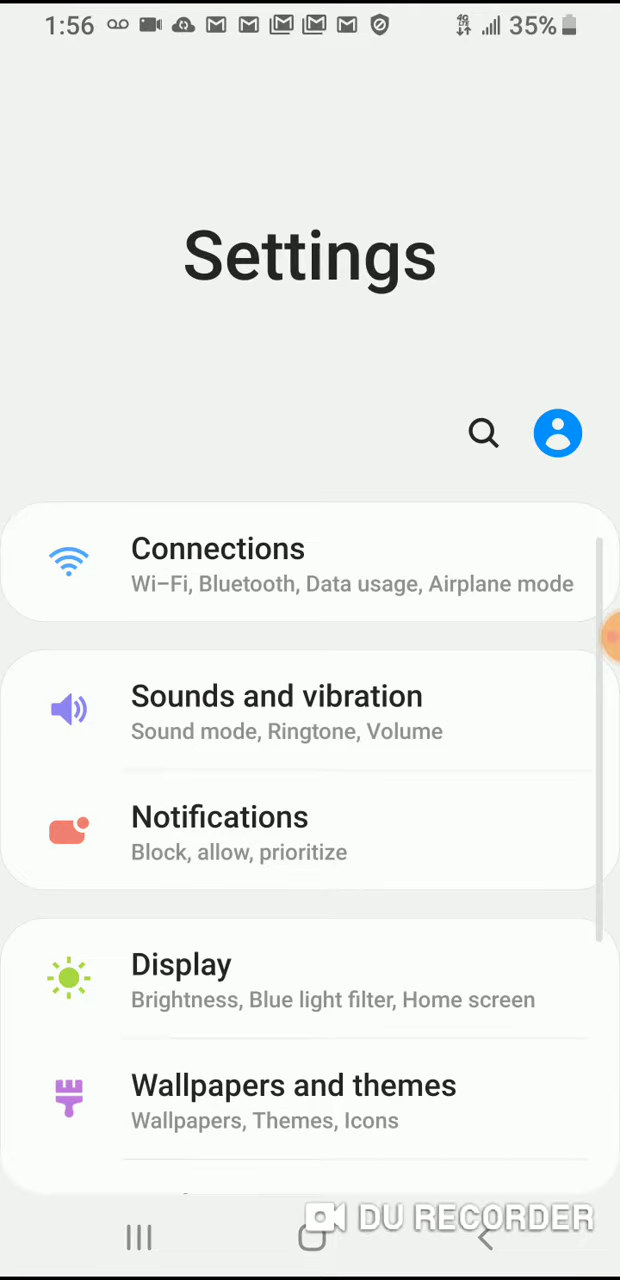 1:56 35%
Settings
Connections
Wi-Fi, Bluetooth, Data usage, Airplane mode
Sounds and vibration
Sound mode, Ringtone, Volume
Notifications
Block, allow, prioritize
Display
Brightness, Blue light filter, Home screen
Wallpapers and themes
Wallpapers, Themes, Icons
DU RECORDER